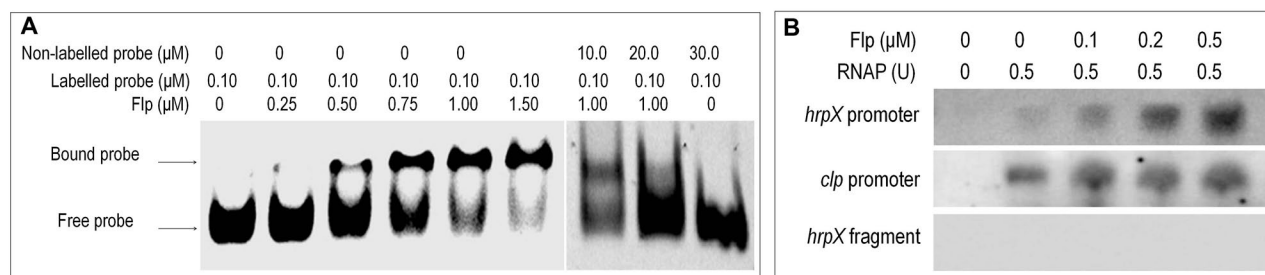 A
Non-labelled probe (µM) 0 0 0 0 0 10.0 20.0 30.0
Labelled probe (µM) 0.10 0.10 0.10 0.10 0.10 0.10 0.10 0.10 0.10
Flp (µM) 0 0.25 0.50 0.75 1.00 1.50 1.00 1.00 0
Bound probe
Free probe
B
Flp (µM) 0 0 0.1 0.2 0.5
RNAP (U) 0 0.5 0.5 0.5 0.5
hrpX promoter
clp promoter
hrpX fragment